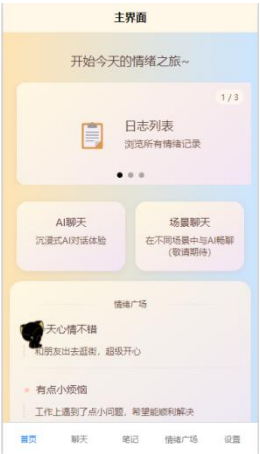 主界面
开始今天的情绪之旅~
1 / 3
日志列表
浏览所有情绪记录
AI聊天
沉浸式AI对话体验
场景聊天
在不同场景中与AI畅聊
(敬请期待)
情绪广场
天心情不错
和朋友出去逛街，超级开心
有点小烦恼
工作上遇到了点小问题，希望能顺利解决
首页
聊天
笔记
情绪广场
设置